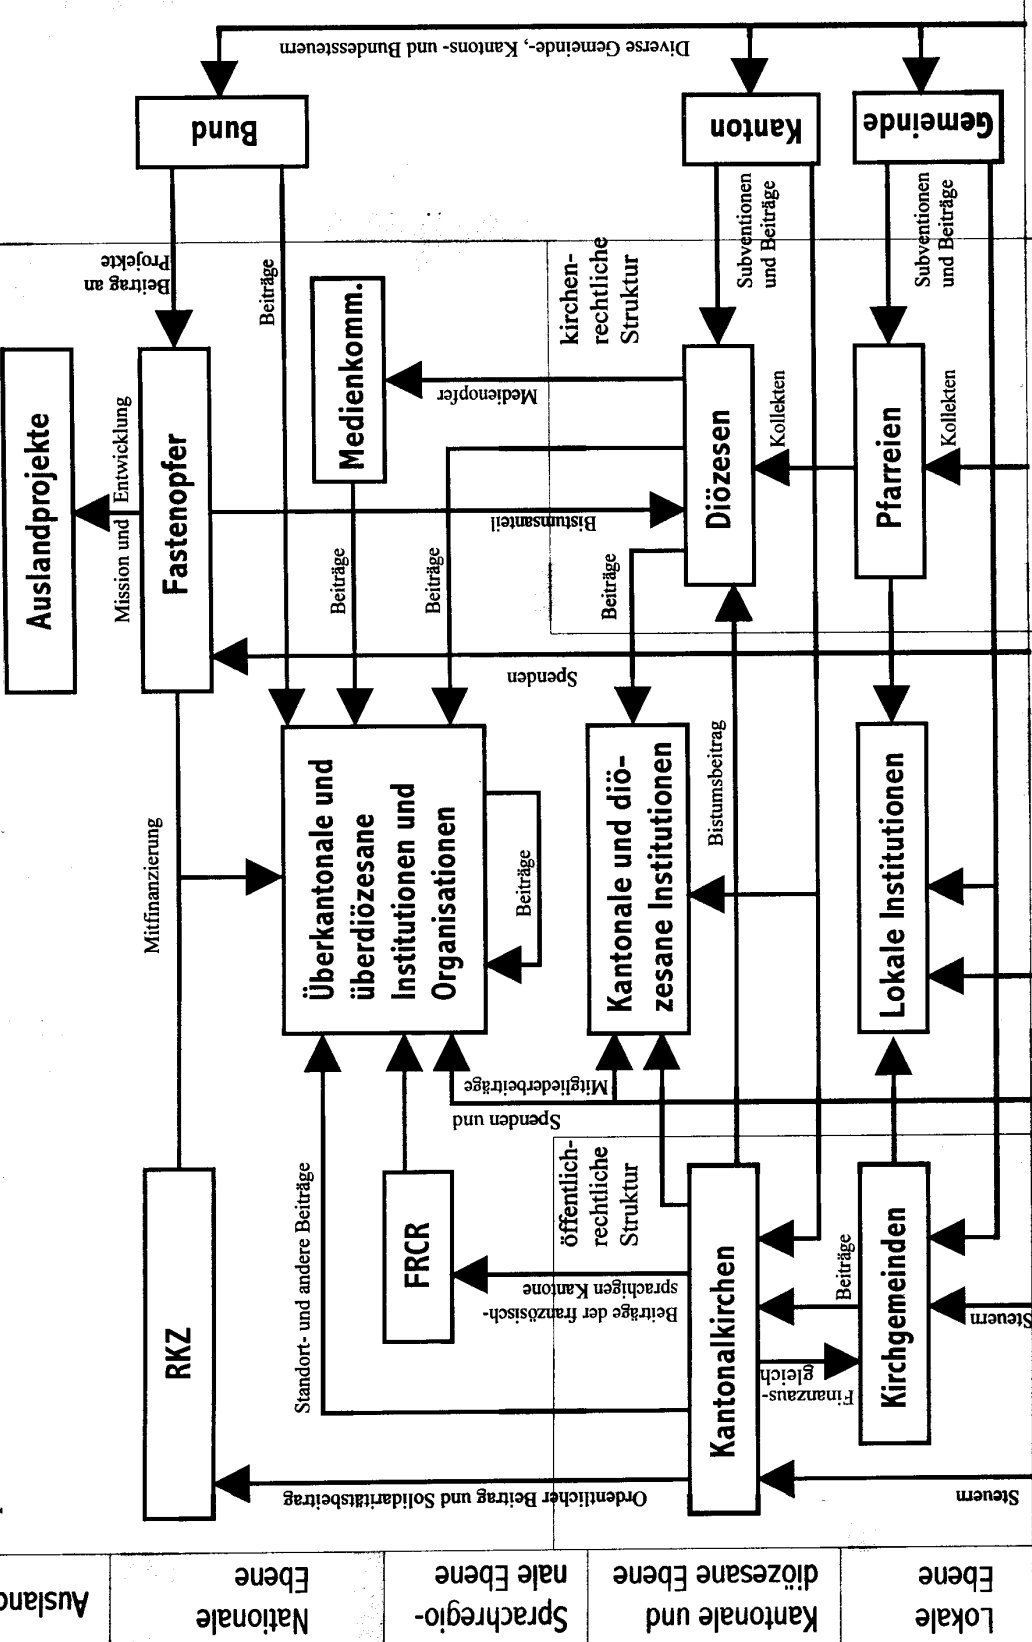 Ausland
Nationale
Ebene
Sprachregio-
nale Ebene
Kantonale und
diözesane Ebene
Lokale
Ebene
Auslandprojekte
Mission und Entwicklung
RKZ
Mitfinanzierung
Fastenopfer
Beitrag an
Projekte
Bund
Diverse Gemeinde-, Kantons- und Bundessteuern
Ordentlicher Beitrag und Solidaritätsbeitrag
Standort- und andere Beiträge
Überkantonale und
überdiözesane
Institutionen und
Organisationen
Beiträge
Beiträge
Beiträge
Beiträge
Medienkomm.
Medienopfer
Bistumsanteil
Spenden
FRCR
Beiträge der französisch-
sprachigen Kantone
Spenden und
Mitgliederbeiträge
öffentlich-
rechtliche
Struktur
kirchen-
rechtliche
Struktur
Kantonale und diö-
zesane Institutionen
Beiträge
Kantonalkirchen
Bistumsbeitrag
Diözesen
Subventionen
und Beiträge
Kanton
Kollekten
Finanzaus-
gleich
Beiträge
Kirchgemeinden
Lokale Institutionen
Pfarreien
Subventionen
und Beiträge
Gemeinde
Kollekten
Steuern
Steuern